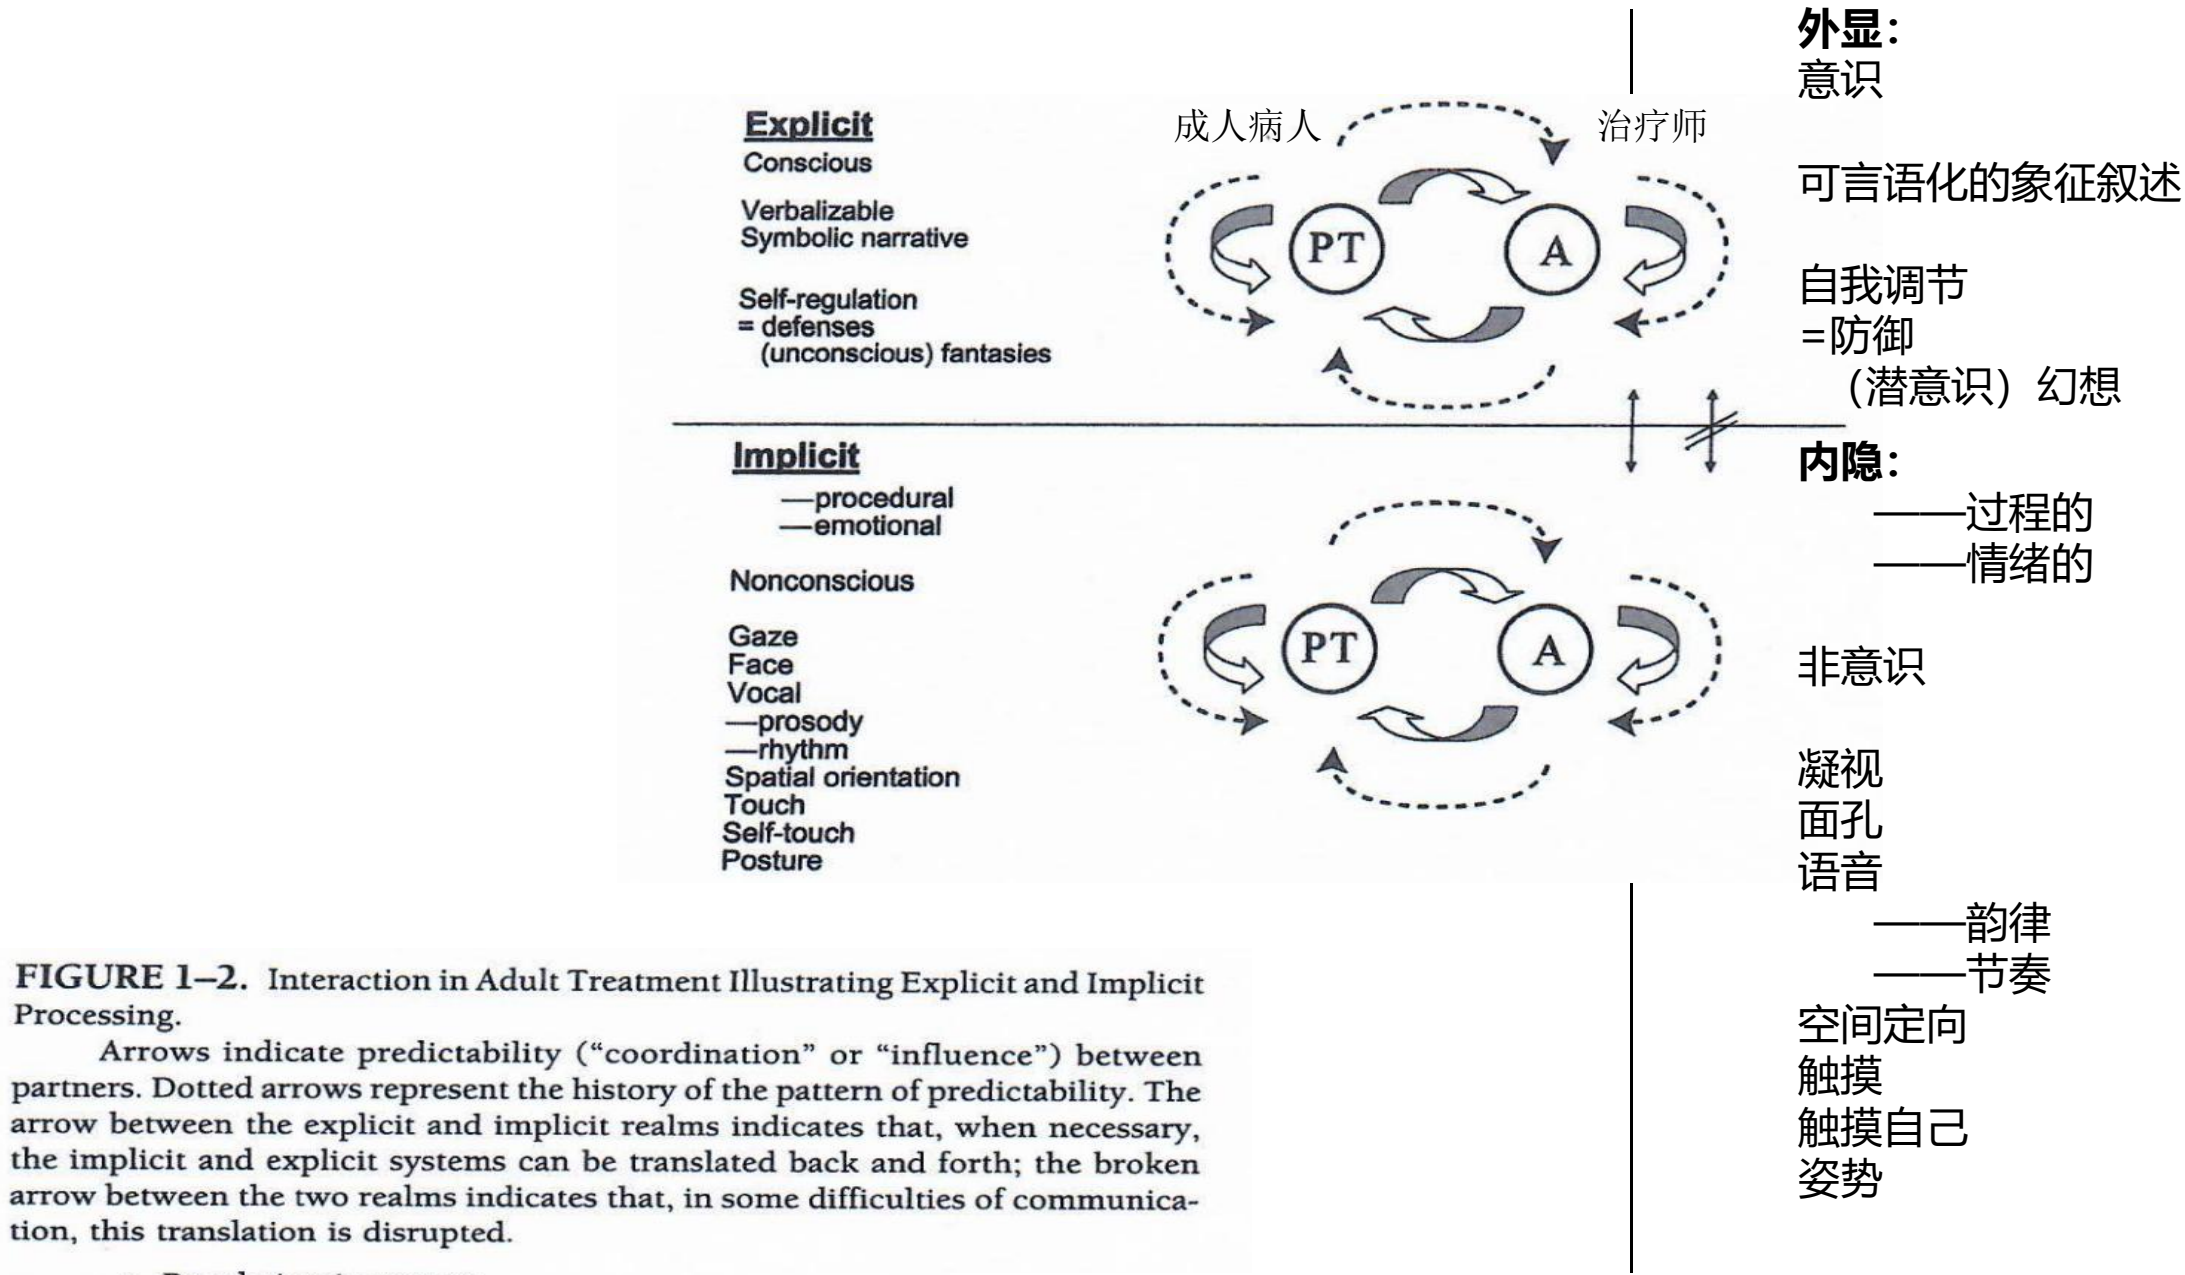 Explicit
Conscious
Verbalizable
Symbolic narrative
Self-regulation
= defenses
(unconscious) fantasies
成人病人
治疗师
PT
A
Implicit
—procedural
—emotional
Nonconscious
Gaze
Face
Vocal
—prosody
—rhythm
Spatial orientation
Touch
Self-touch
Posture
PT
A
外显：
意识
可言语化的象征叙述
自我调节
=防御
（潜意识）幻想
内隐：
——过程的
——情绪的
非意识
凝视
面孔
语音
——韵律
——节奏
空间定向
触摸
触摸自己
姿势
FIGURE 1–2. Interaction in Adult Treatment Illustrating Explicit and Implicit
Processing.
Arrows indicate predictability (“coordination” or “influence”) between
partners. Dotted arrows represent the history of the pattern of predictability. The
arrow between the explicit and implicit realms indicates that, when necessary,
the implicit and explicit systems can be translated back and forth; the broken
arrow between the two realms indicates that, in some difficulties of communica-
tion, this translation is disrupted.